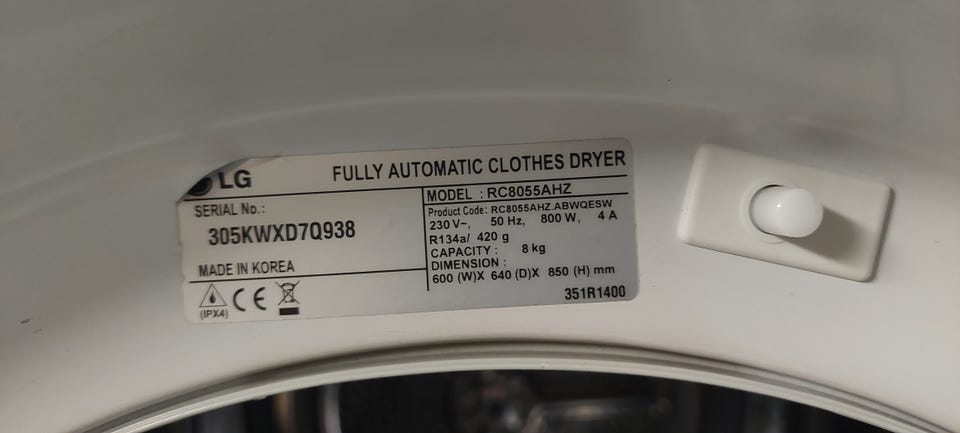 LG FULLY AUTOMATIC CLOTHES DRYER
SERIAL No.:
305KWXD7Q938
MADE IN KOREA
(IPX4)
CE
MODEL : RC8055AHZ
Product Code: RC8055AHZ.ABWQESW
230 V~, 50 Hz, 800 W, 4 A
R134a/ 420 g
CAPACITY : 8 kg
DIMENSION :
600 (W)X 640 (D)X 850 (H) mm
351R1400